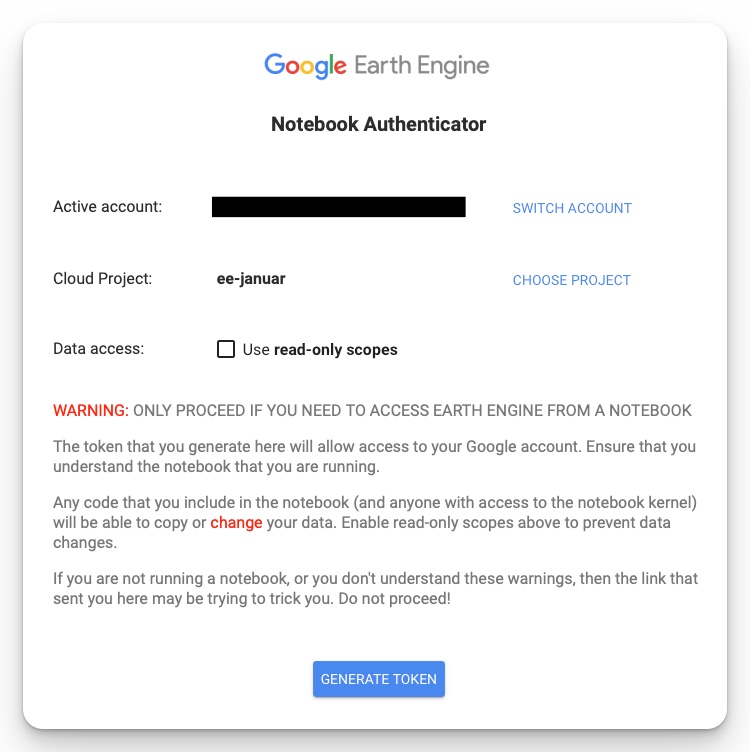 Google Earth Engine
Notebook Authenticator
Active account: SWITCH ACCOUNT
Cloud Project: ee-januar CHOOSE PROJECT
Data access: Use read-only scopes
WARNING: ONLY PROCEED IF YOU NEED TO ACCESS EARTH ENGINE FROM A NOTEBOOK
The token that you generate here will allow access to your Google account. Ensure that you
understand the notebook that you are running.
Any code that you include in the notebook (and anyone with access to the notebook kernel)
will be able to copy or change your data. Enable read-only scopes above to prevent data
changes.
If you are not running a notebook, or you don't understand these warnings, then the link that
sent you here may be trying to trick you. Do not proceed!
GENERATE TOKEN